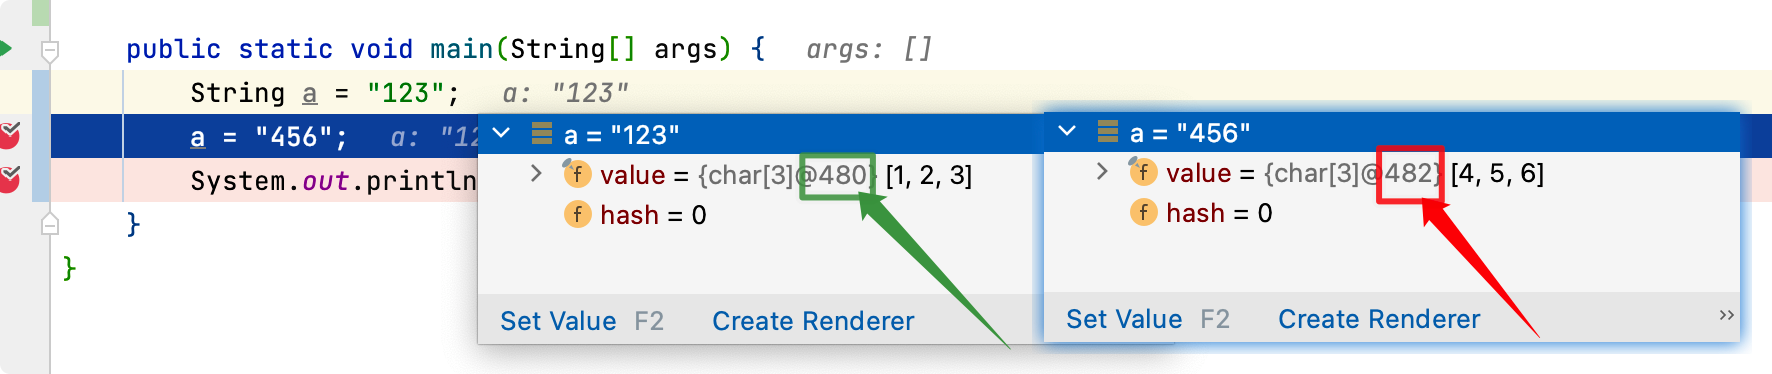 public static void main(String[] args) {   args: []
String a = "123";   a: "123"
a = "456";   a: "12
System.out.println
}
}
a = "123"
value = {char[3]@480} [1, 2, 3]
hash = 0
Set Value F2 Create Renderer
a = "456"
value = {char[3]@482} [4, 5, 6]
hash = 0
Set Value F2 Create Renderer